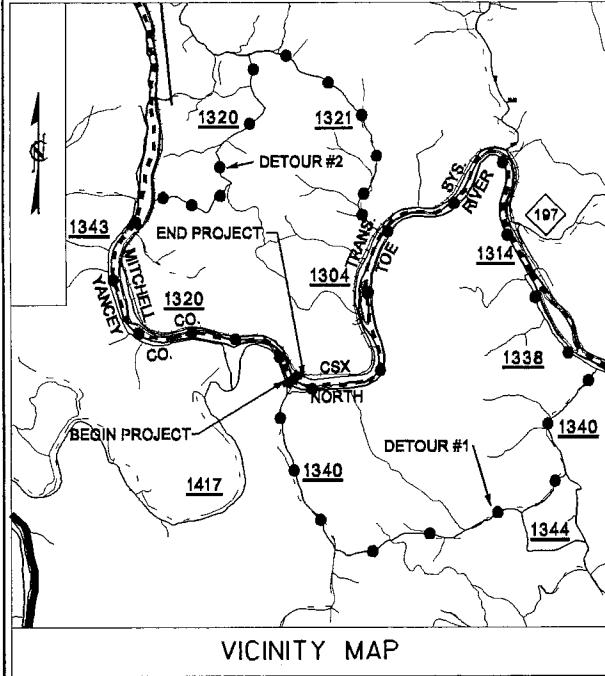 1320
1321
DETOUR #2
SYS.
RIVER
197
1343
END PROJECT
TRANS.
TOE
1314
MITCHELL
1304
YANCEY
1320
CO.
CO.
1338
CSX
NORTH
BEGIN PROJECT
1340
DETOUR #1
1340
1417
1344
VICINITY MAP